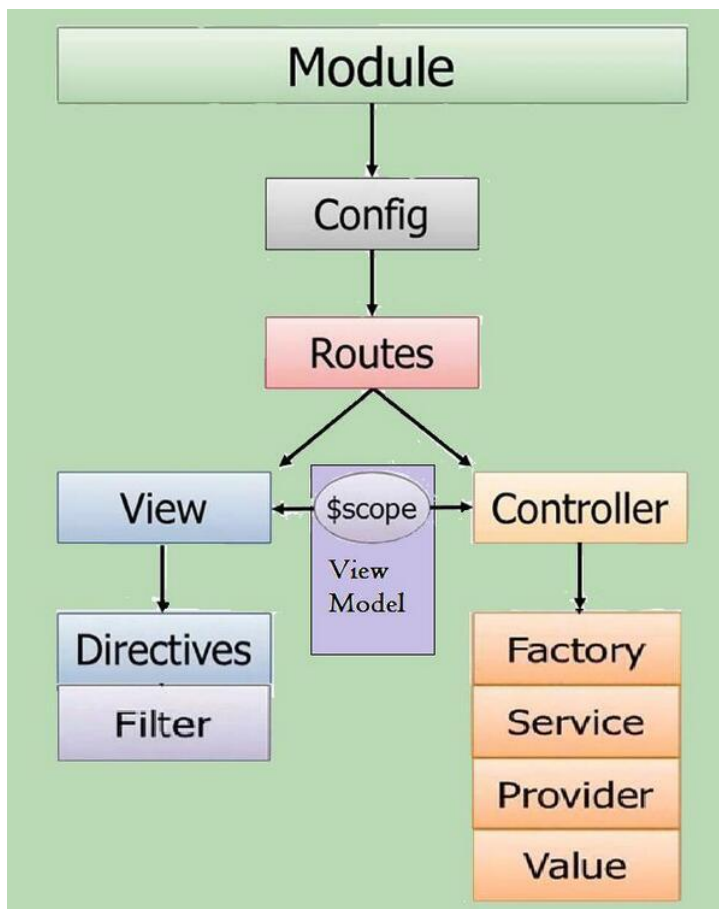 Module
Config
Routes
View
$scope
Controller
View
Model
Directives
Filter
Factory
Service
Provider
Value